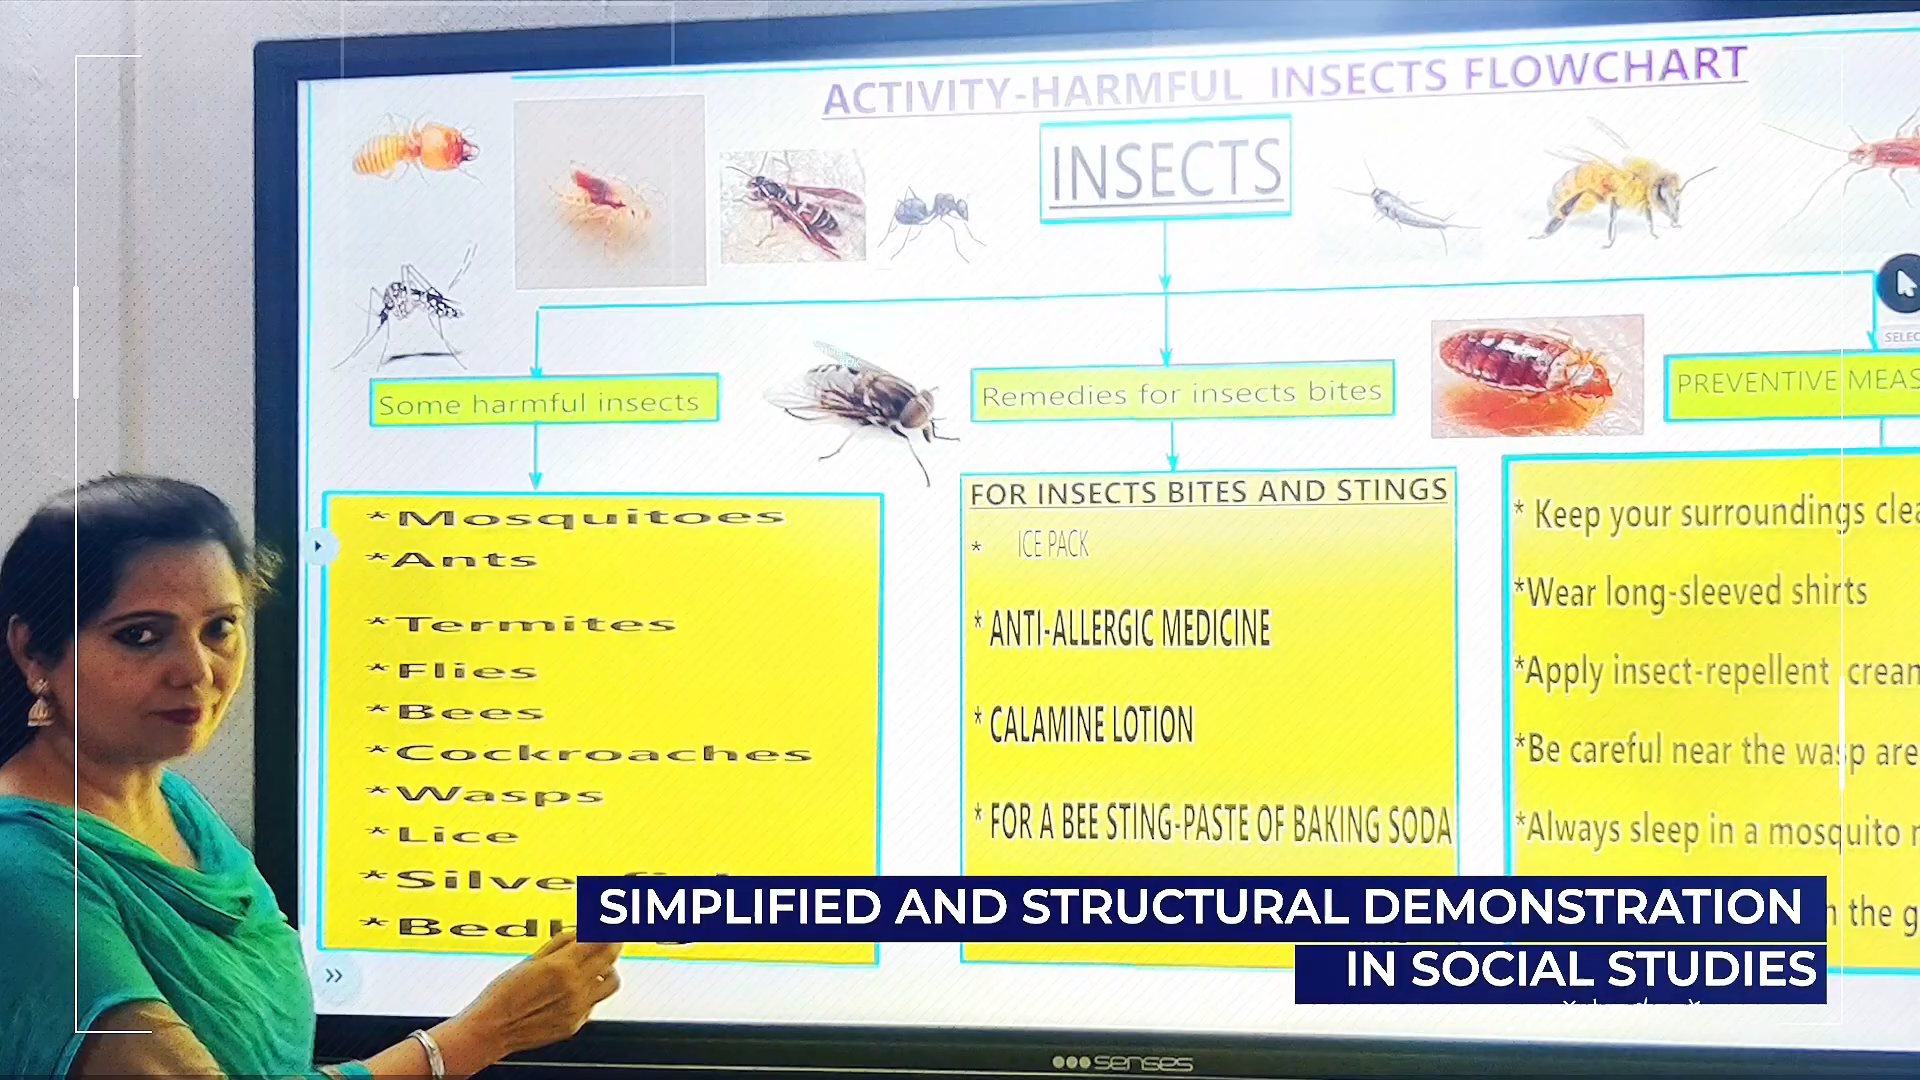 ACTIVITY-HARMFUL INSECTS FLOWCHART
INSECTS
SELEC
Some harmful insects
Remedies for insects bites
PREVENTIVE MEAS
*Mosquitoes
*Ants
*Termites
*Flies
*Bees
*Cockroaches
*Wasps
*Lice
FOR INSECTS BITES AND STINGS
* ICE PACK
* ANTI-ALLERGIC MEDICINE
* CALAMINE LOTION
* FOR A BEE STING-PASTE OF BAKING SODA
* Keep your surroundings clea
*Wear long-sleeved shirts
*Apply insect-repellent cream
*Be careful near the wasp are
*Always sleep in a mosquito n
the g
SIMPLIFIED AND STRUCTURAL DEMONSTRATION
IN SOCIAL STUDIES
senses